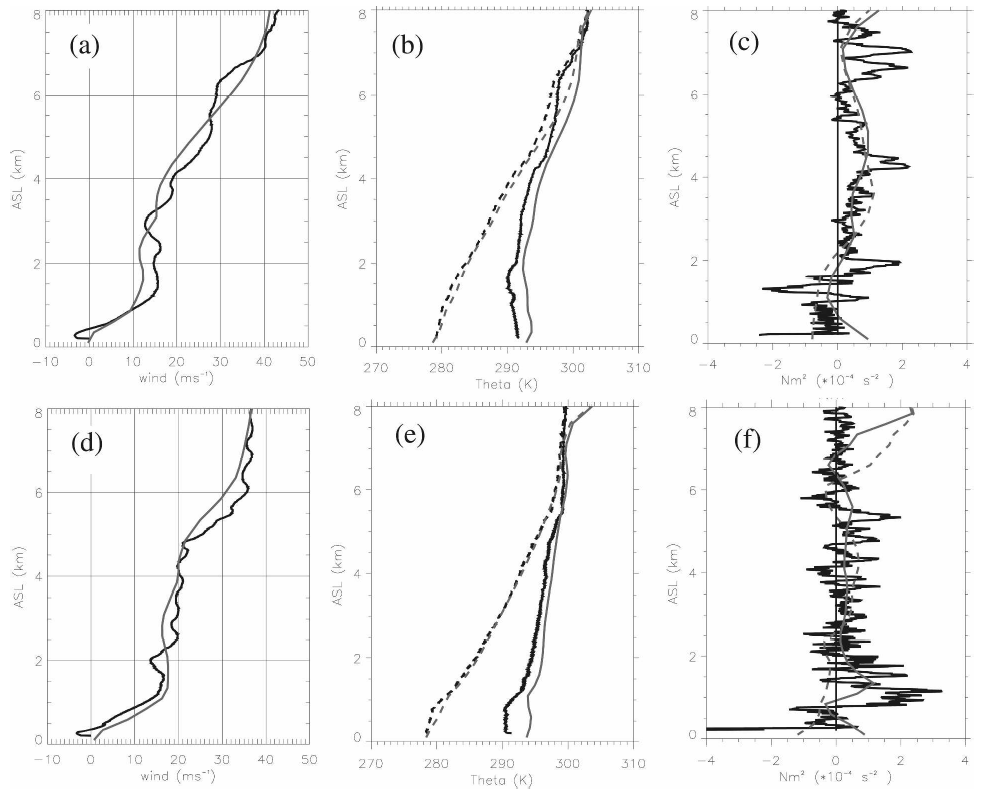 (a)
8
6
4
2
0
ASL (km)
−10 0 10 20 30 40 50
wind (ms⁻¹)
(b)
8
6
4
2
0
ASL (km)
270 280 290 300 310
Theta (K)
(c)
8
6
4
2
0
ASL (km)
−4 −2 0 2 4
Nm² (*10⁻⁴ s⁻²)
(d)
8
6
4
2
0
ASL (km)
−10 0 10 20 30 40 50
wind (ms⁻¹)
(e)
8
6
4
2
0
ASL (km)
270 280 290 300 310
Theta (K)
(f)
8
6
4
2
0
ASL (km)
−4 −2 0 2 4
Nm² (*10⁻⁴ s⁻²)